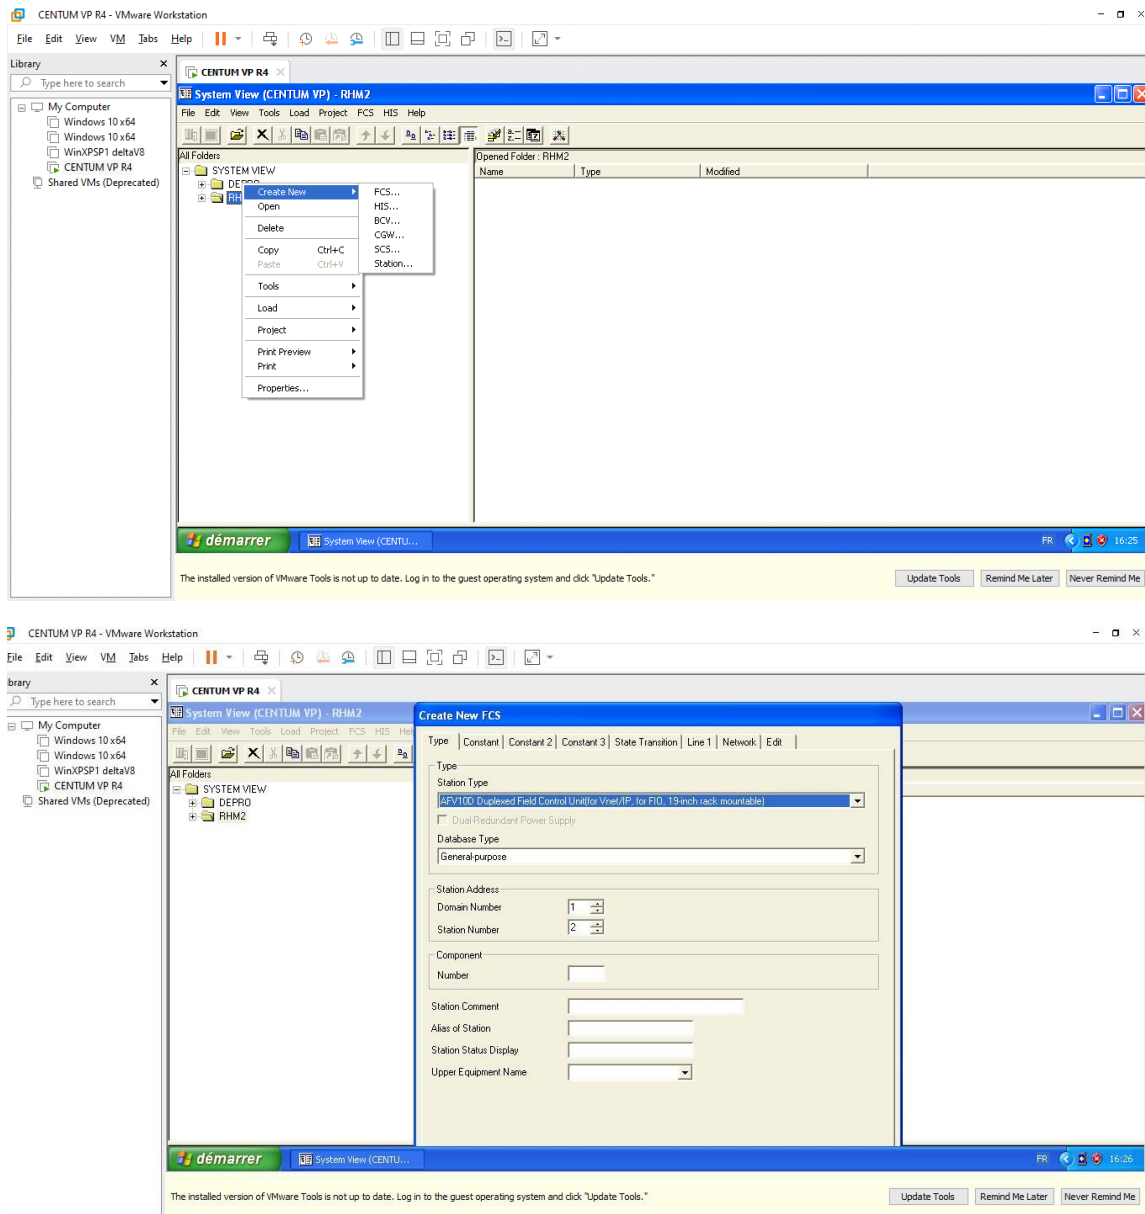 CENTUM VP R4 - VMware Workstation
File Edit View VM Tabs Help
Library
Type here to search
My Computer
Windows 10 x64
Windows 10 x64
WinXPSP1 deltaV8
CENTUM VP R4
Shared VMs (Deprecated)
CENTUM VP R4
System View (CENTUM VP) - RHM2
File Edit View Tools Load Project FCS HIS Help
All Folders
Opened Folder : RHM2
Name Type Modified
SYSTEM VIEW
DEPRO
RH
Create New
Open
Delete
Copy Ctrl+C
Paste Ctrl+V
Tools
Load
Project
Print Preview
Print
Properties...
FCS...
HIS...
BCV...
CGW...
SCS...
Station...
démarrer
System View (CENTU...
FR 16:25
The installed version of VMware Tools is not up to date. Log in to the guest operating system and click "Update Tools."
Update Tools Remind Me Later Never Remind Me
CENTUM VP R4 - VMware Workstation
File Edit View VM Tabs Help
brary
Type here to search
My Computer
Windows 10 x64
Windows 10 x64
WinXPSP1 deltaV8
CENTUM VP R4
Shared VMs (Deprecated)
CENTUM VP R4
System View (CENTUM VP) - RHM2
File Edit View Tools Load Project FCS HIS Hel
All Folders
SYSTEM VIEW
DEPRO
RHM2
Create New FCS
Type Constant Constant 2 Constant 3 State Transition Line 1 Network Edit
Type
Station Type
AFV10D Duplexed Field Control Unit(for Vnet/IP, for FIO, 19-inch rack mountable)
Dual-Redundant Power Supply
Database Type
General-purpose
Station Address
Domain Number 1
Station Number 2
Component
Number
Station Comment
Alias of Station
Station Status Display
Upper Equipment Name
démarrer
System View (CENTU...
FR 16:26
The installed version of VMware Tools is not up to date. Log in to the guest operating system and click "Update Tools."
Update Tools Remind Me Later Never Remind Me